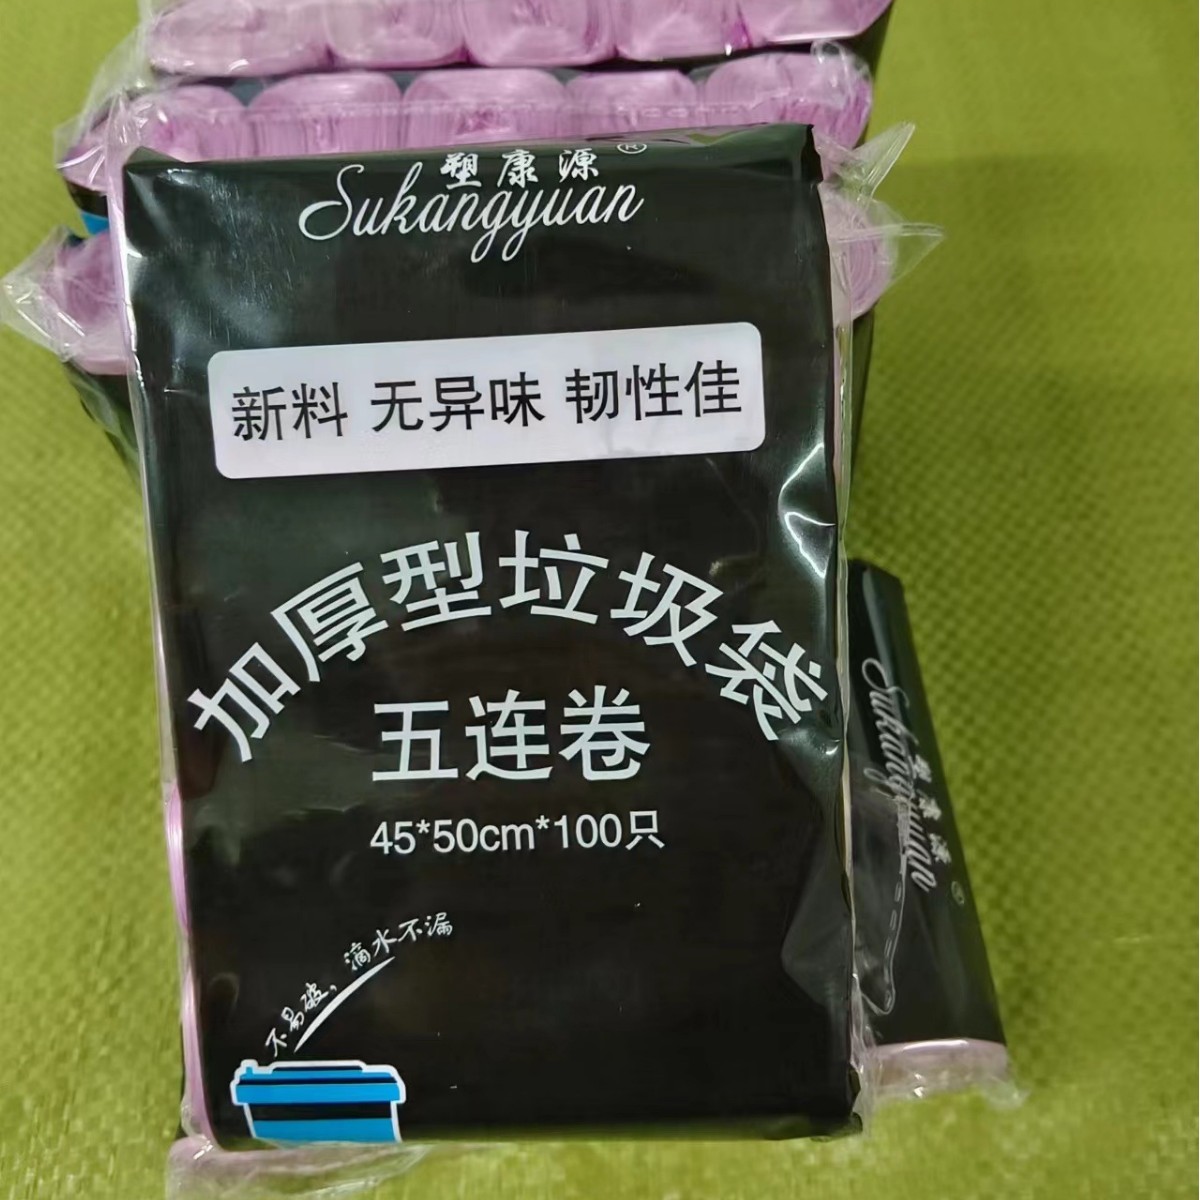 塑康源®
Sukangyuan
新料 无异味 韧性佳
加厚型垃圾袋
五连卷
45*50cm*100只
不易破，滴水不漏
塑康源®
Sukangyuan